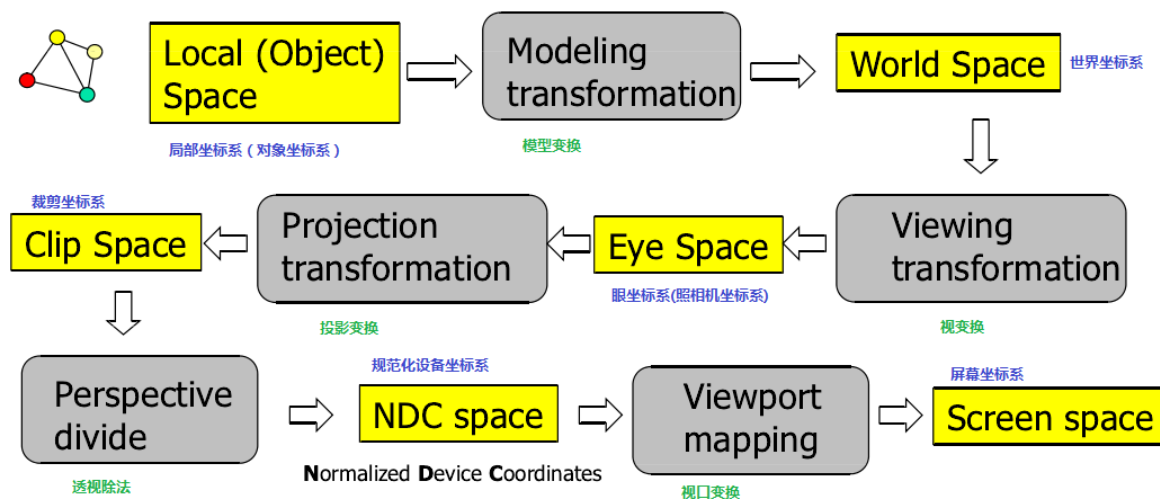 Local (Object)
Space
局部坐标系（对象坐标系）
Modeling
transformation
模型变换
World Space
世界坐标系
裁剪坐标系
Clip Space
Projection
transformation
投影变换
Eye Space
眼坐标系(照相机坐标系)
Viewing
transformation
视变换
Perspective
divide
透视除法
规范化设备坐标系
NDC space
Normalized Device Coordinates
Viewport
mapping
视口变换
屏幕坐标系
Screen space